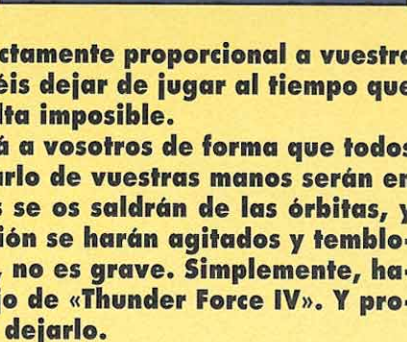 ctamente proporcional a vuestra
éis dejar de jugar al tiempo que
lta imposible.
á a vosotros de forma que todos
arlo de vuestras manos serán en
s se os saldrán de las órbitas, y
ión se harán agitados y temblo-
, no es grave. Simplemente, ha-
jo de «Thunder Force IV». Y pro-
dejarlo.